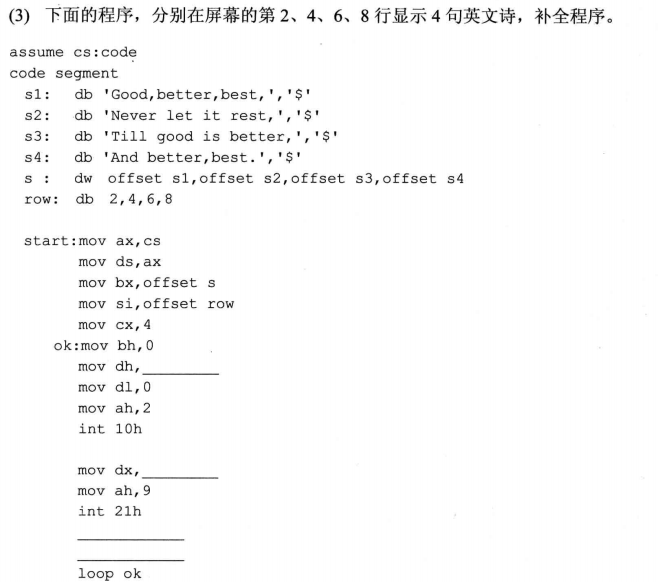 (3) 下面的程序，分别在屏幕的第 2、4、6、8 行显示 4 句英文诗，补全程序。
assume cs:code
code segment
s1: db 'Good,better,best,','$'
s2: db 'Never let it rest,','$'
s3: db 'Till good is better,','$'
s4: db 'And better,best.','$'
s : dw offset s1,offset s2,offset s3,offset s4
row: db 2,4,6,8
start:mov ax,cs
mov ds,ax
mov bx,offset s
mov si,offset row
mov cx,4
ok:mov bh,0
mov dh,________
mov dl,0
mov ah,2
int 10h
mov dx,________
mov ah,9
int 21h
___________
___________
loop ok